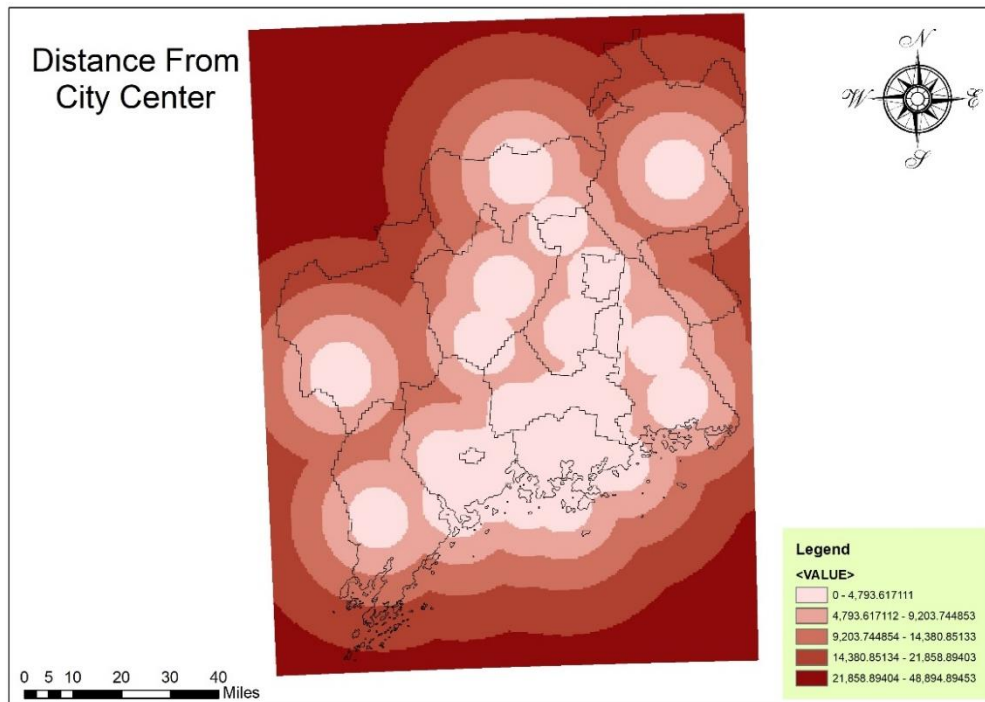 Distance From
City Center
N
W E
S
Legend
<VALUE>
0 - 4,793.617111
4,793.617112 - 9,203.744853
9,203.744854 - 14,380.85133
14,380.85134 - 21,858.89403
21,858.89404 - 48,894.89453
0 5 10 20 30 40
Miles